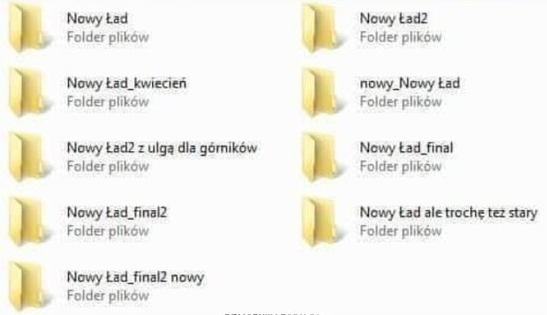 Nowy Ład
Folder plików
Nowy Ład2
Folder plików
Nowy Ład_kwiecień
Folder plików
nowy_Nowy Ład
Folder plików
Nowy Ład2 z ulgą dla górników
Folder plików
Nowy Ład_final
Folder plików
Nowy Ład_final2
Folder plików
Nowy Ład ale trochę też stary
Folder plików
Nowy Ład_final2 nowy
Folder plików